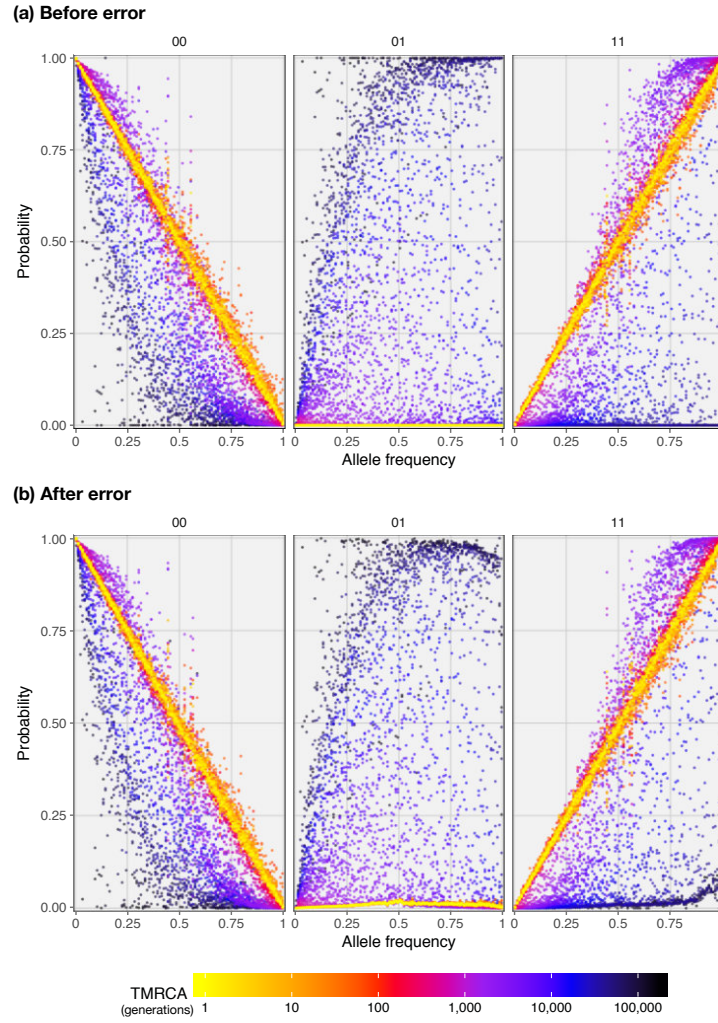 (a) Before error
00 01 11
1.00
0.75
0.50
0.25
0.00
Probability
0 0.25 0.5 0.75 1 0 0.25 0.5 0.75 1 0 0.25 0.5 0.75
Allele frequency Allele frequency
(b) After error
00 01 11
1.00
0.75
0.50
0.25
0.00
Probability
0 0.25 0.5 0.75 1 0 0.25 0.5 0.75 1 0 0.25 0.5 0.75
Allele frequency Allele frequency
TMRCA
(generations) 1 10 100 1,000 10,000 100,000